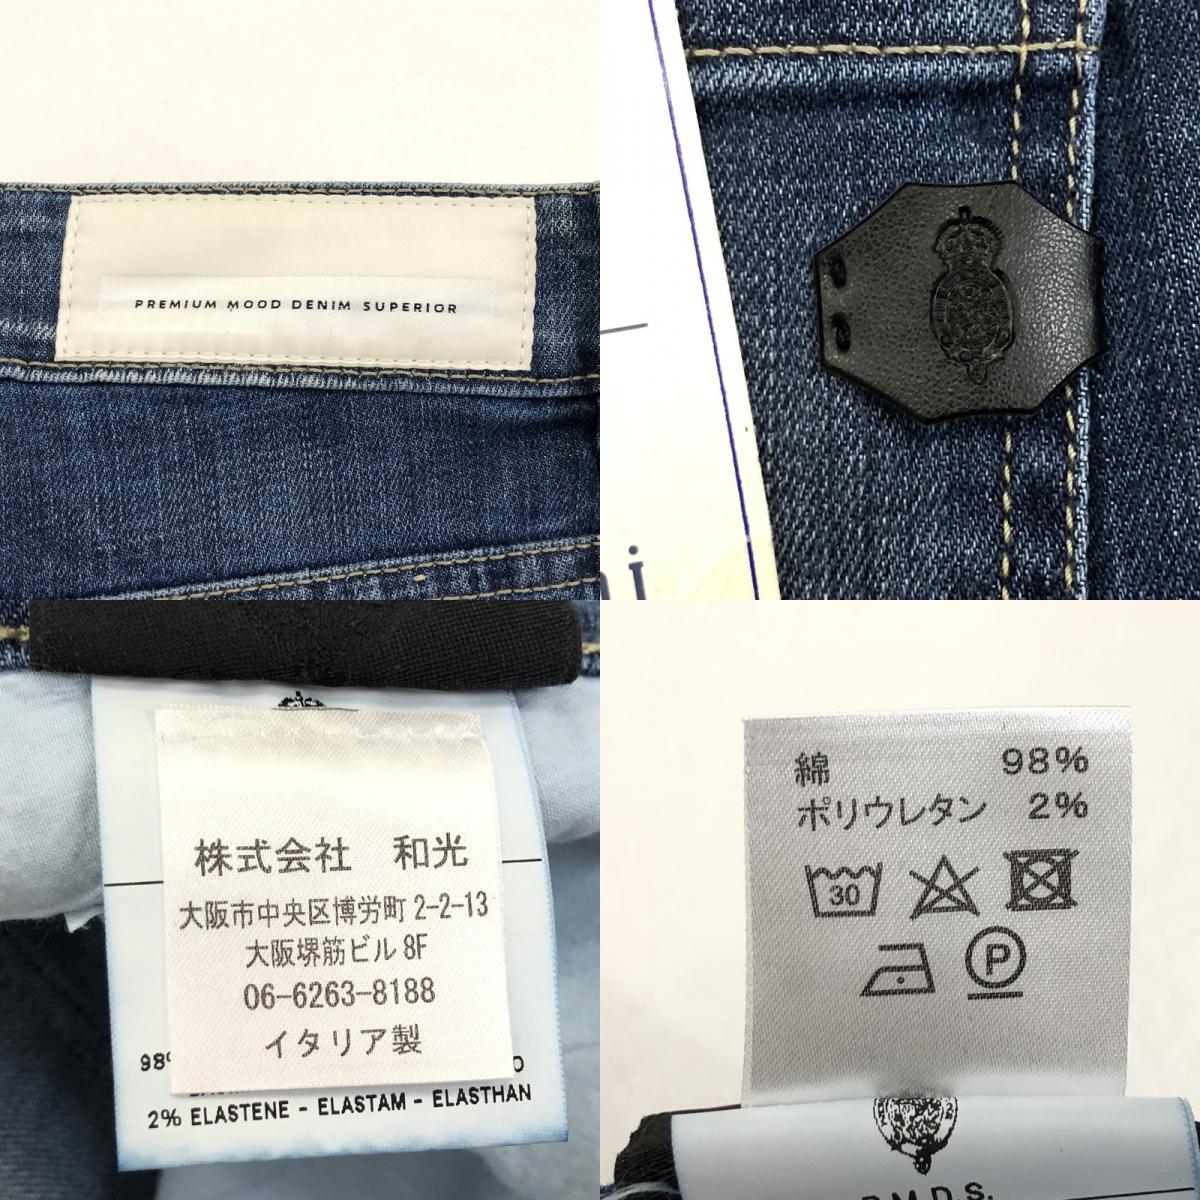 PREMIUM MOOD DENIM SUPERIOR
株式会社 和光
大阪市中央区博労町2-2-13
大阪堺筋ビル8F
06-6263-8188
イタリア製
2% ELASTENE - ELASTAM - ELASTHAN
綿 98%
ポリウレタン 2%
30
P